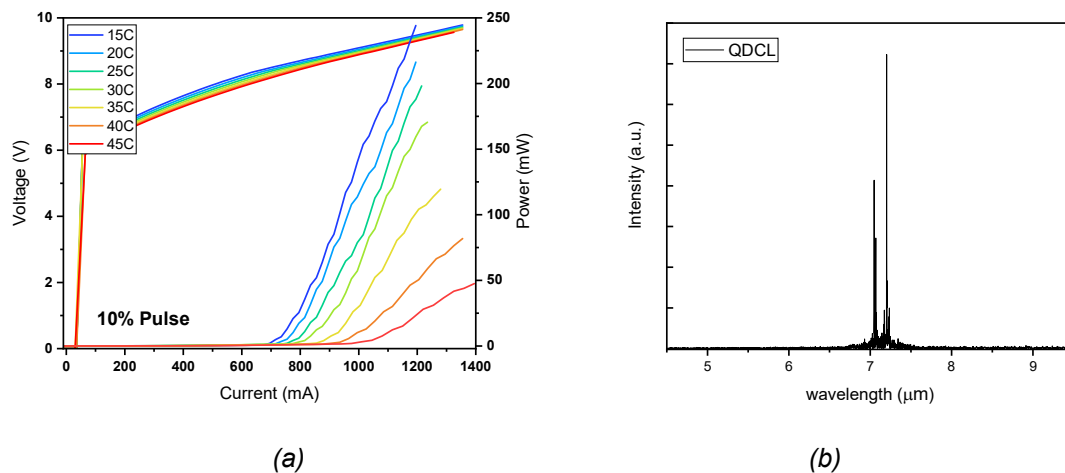 10
8
6
4
2
0
Voltage (V)
15C
20C
25C
30C
35C
40C
45C
10% Pulse
0 200 400 600 800 1000 1200 1400
Current (mA)
250
200
150
100
50
0
Power (mW)
(a)
Intensity (a.u.)
QDCL
5 6 7 8 9
wavelength (μm)
(b)